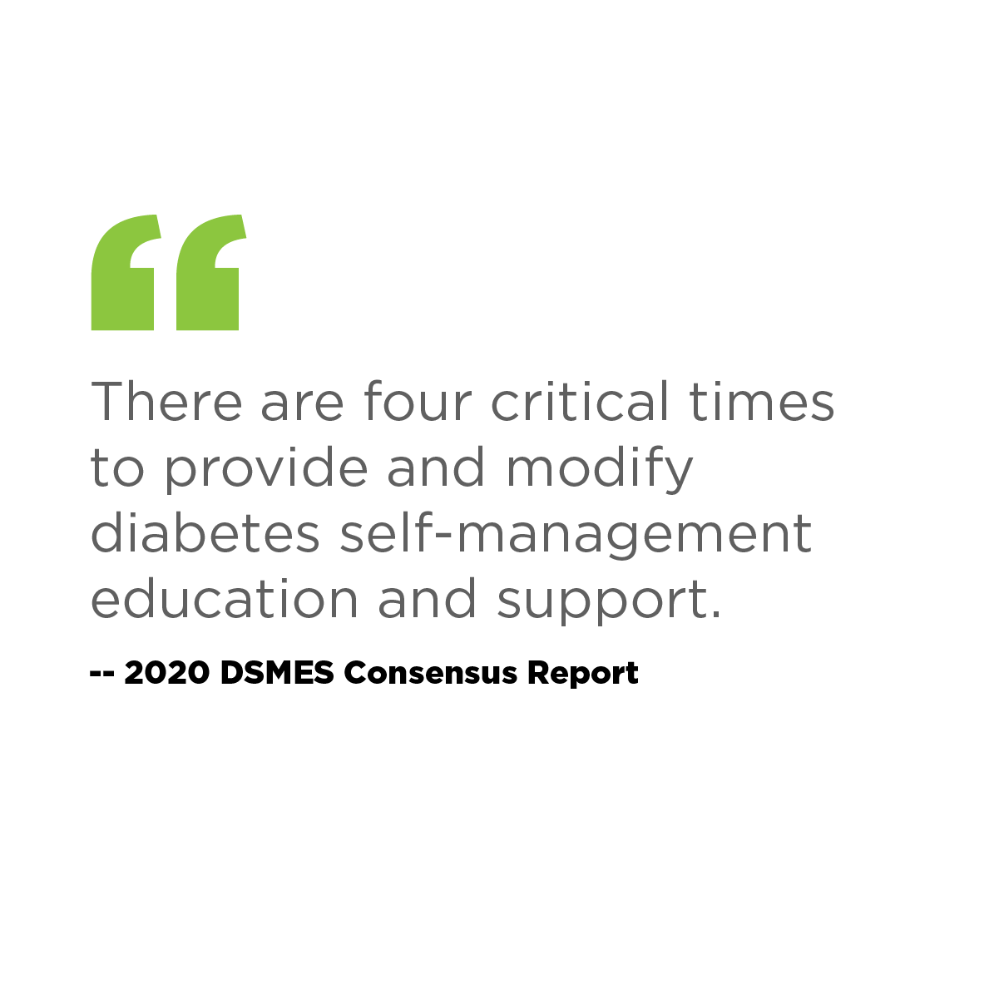 “
There are four critical times
to provide and modify
diabetes self-management
education and support.
-- 2020 DSMES Consensus Report